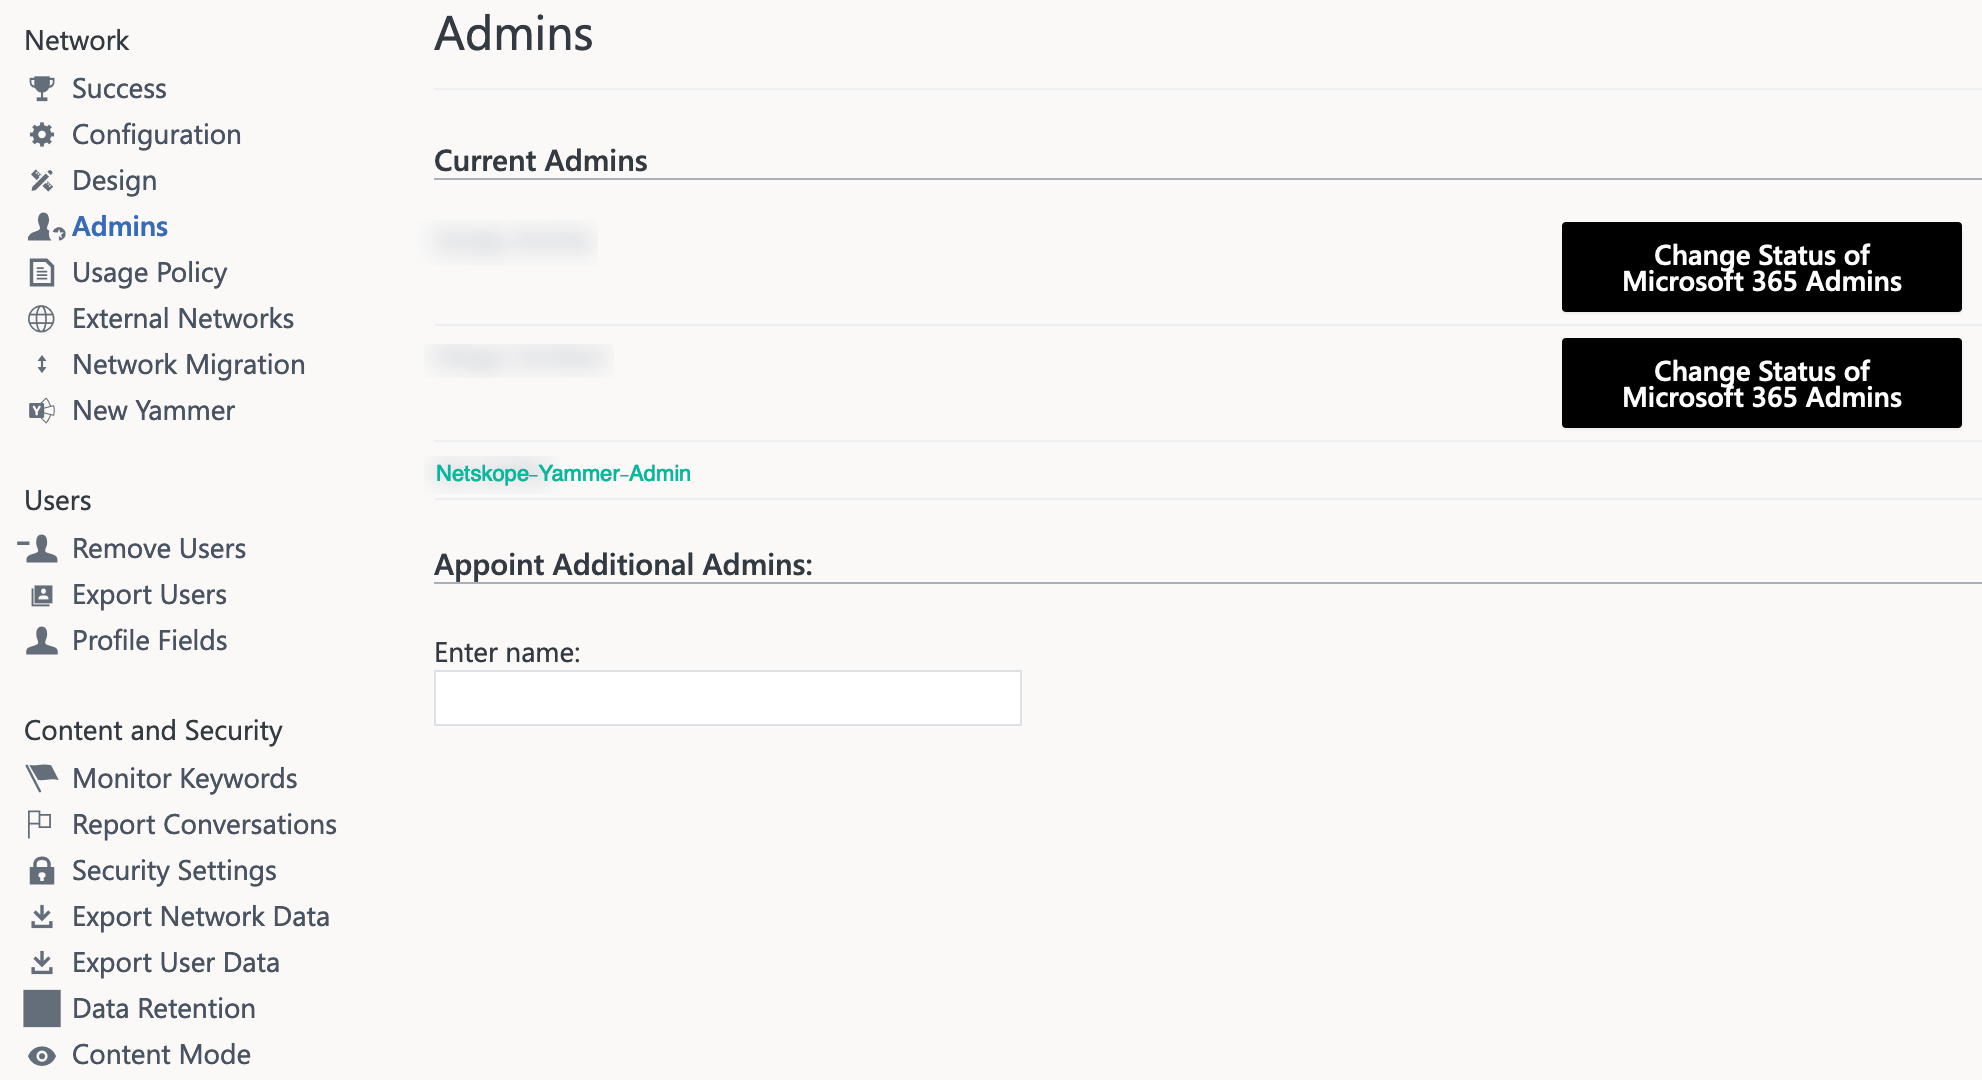 Network
Success
Configuration
Design
Admins
Usage Policy
External Networks
Network Migration
New Yammer
Users
Remove Users
Export Users
Profile Fields
Content and Security
Monitor Keywords
Report Conversations
Security Settings
Export Network Data
Export User Data
Data Retention
Content Mode
Admins
Current Admins
Change Status of
Microsoft 365 Admins
Change Status of
Microsoft 365 Admins
Netskope-Yammer-Admin
Appoint Additional Admins:
Enter name: